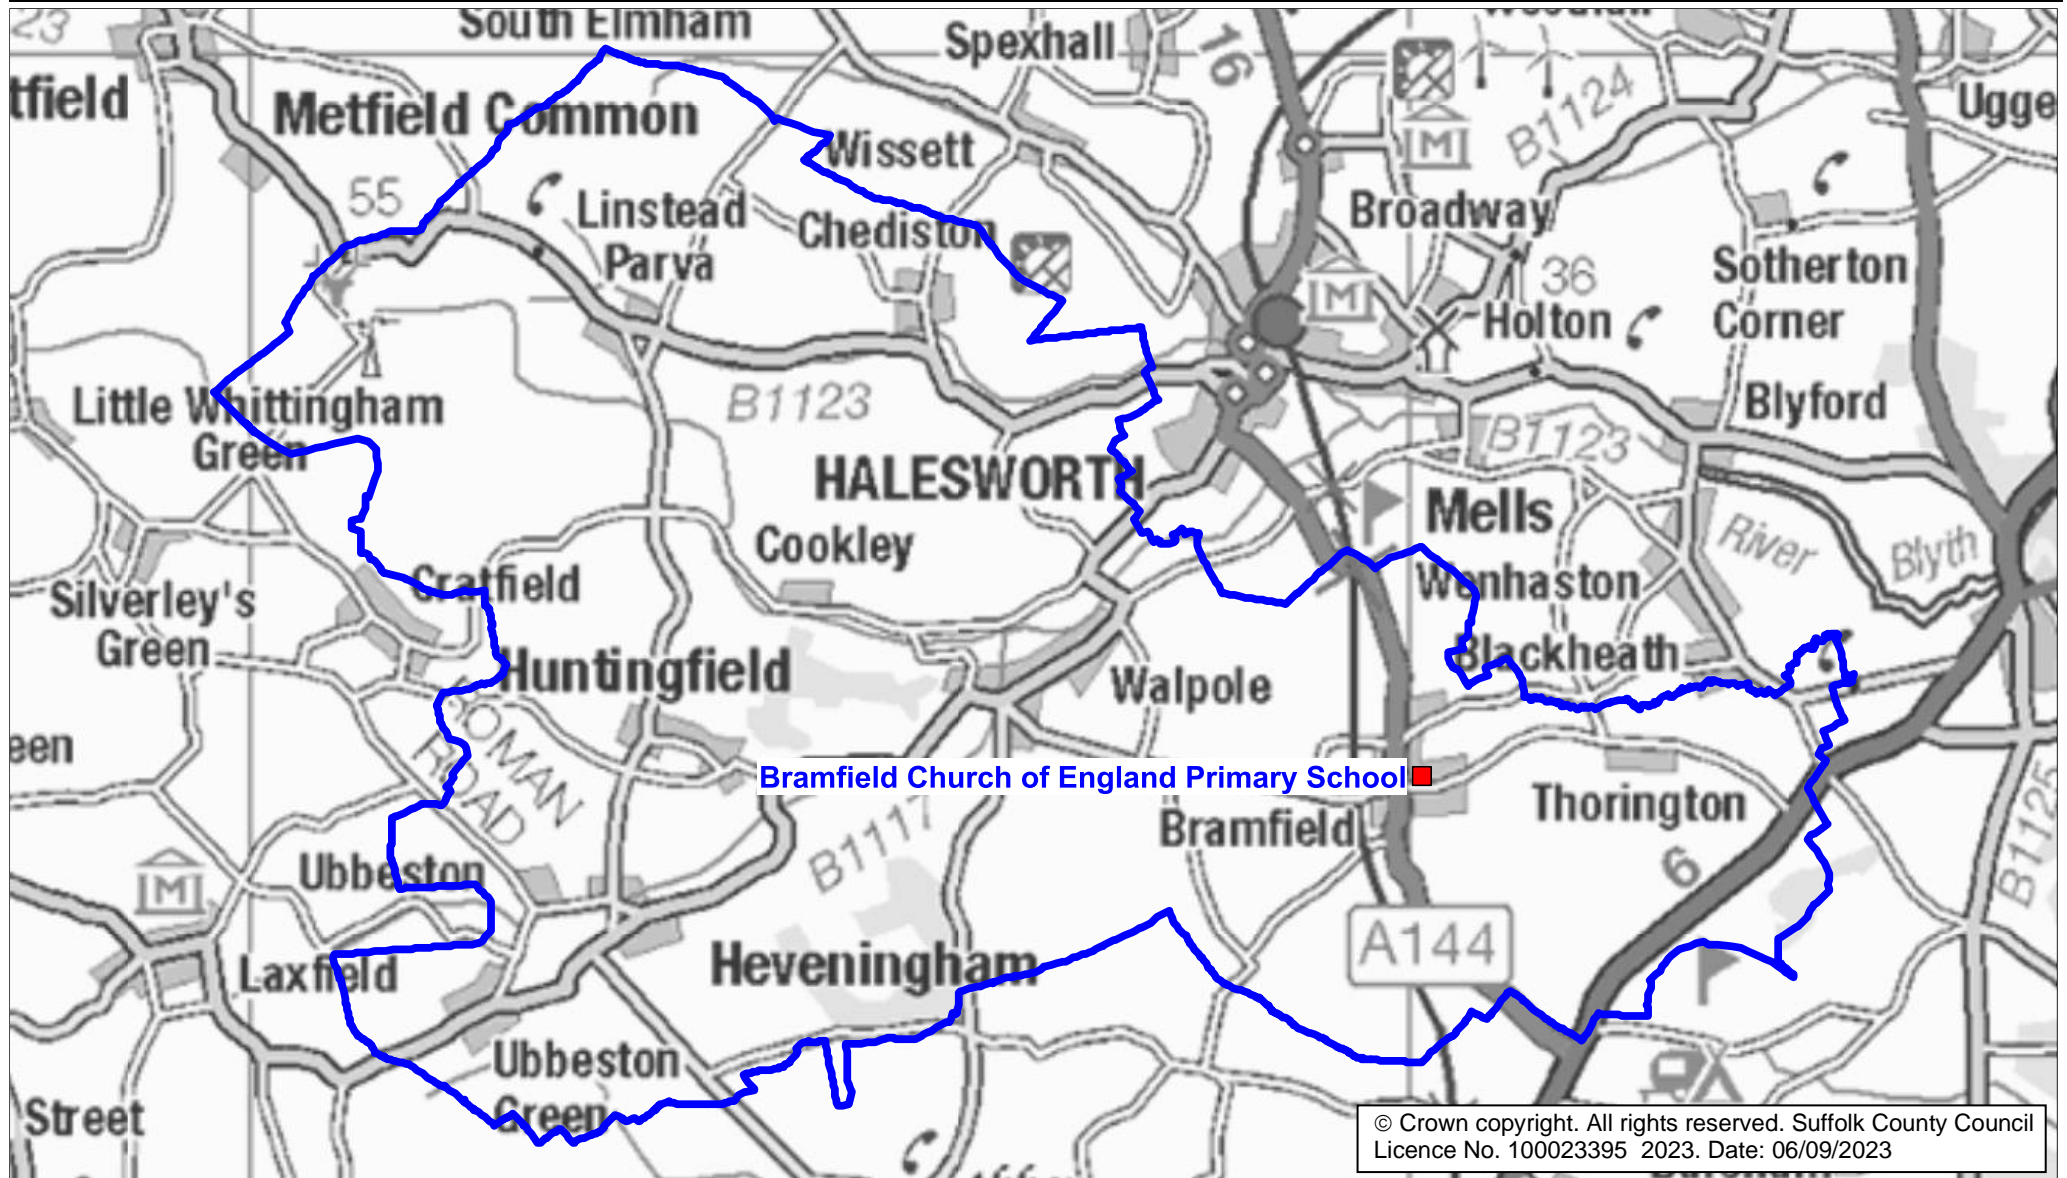 23
South Elmham
Spexhall
16
tfield
Metfield Common
B1124
Ugge
Wissett
55
Linstead
Parva
Chediston
Broadway
36
Sotherton
Corner
Holton
Little Whittingham
Green
B1123
Blyford
B1123
HALESWORTH
Mells
Cookley
River Blyth
Cratfield
Wenhaston
Silverley's
Green
Huntingfield
Blackheath
Walpole
ROMAN
ROAD
een
Bramfield Church of England Primary School
Thorington
Bramfield
B1117
B1125
6
Ubbeston
A144
Heveningham
Laxfield
Ubbeston
Green
Street
© Crown copyright. All rights reserved. Suffolk County Council
Licence No. 100023395 2023. Date: 06/09/2023